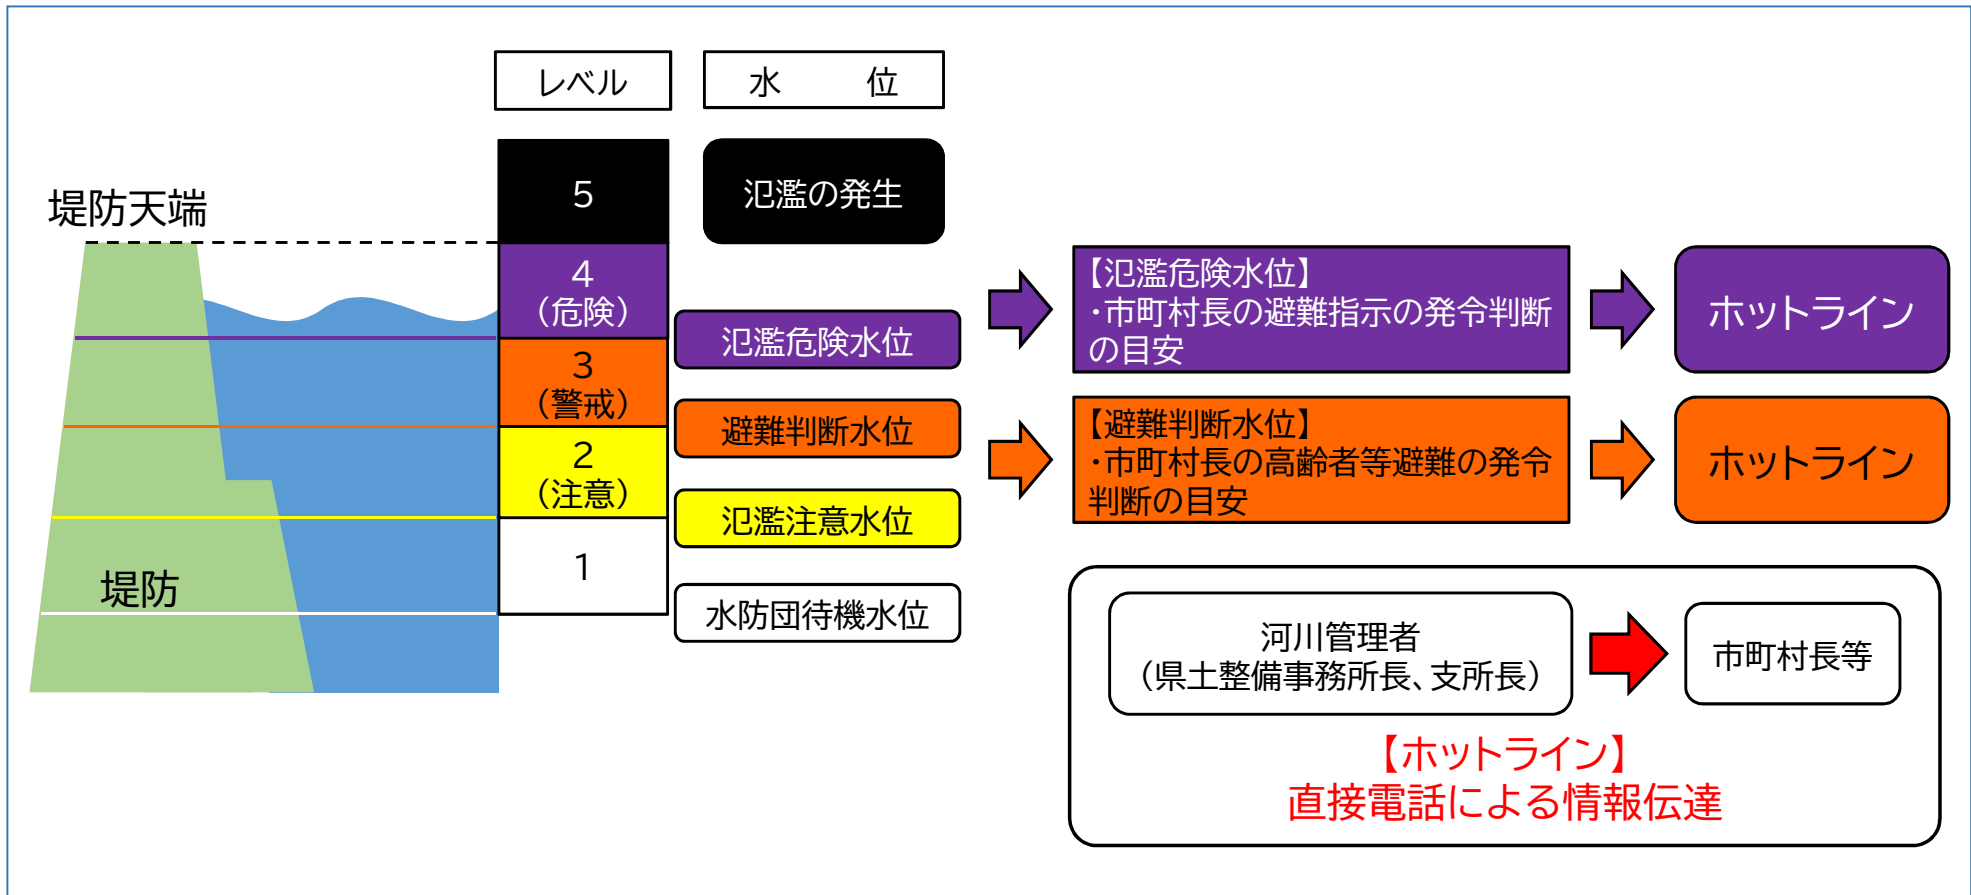 レベル
水　　位
5
氾濫の発生
堤防天端
4
（危険）
氾濫危険水位
【氾濫危険水位】
・市町村長の避難指示の発令判断
の目安
ホットライン
3
（警戒）
避難判断水位
【避難判断水位】
・市町村長の高齢者等避難の発令
判断の目安
ホットライン
2
（注意）
氾濫注意水位
1
堤防
水防団待機水位
河川管理者
（県土整備事務所長、支所長）
市町村長等
【ホットライン】
直接電話による情報伝達